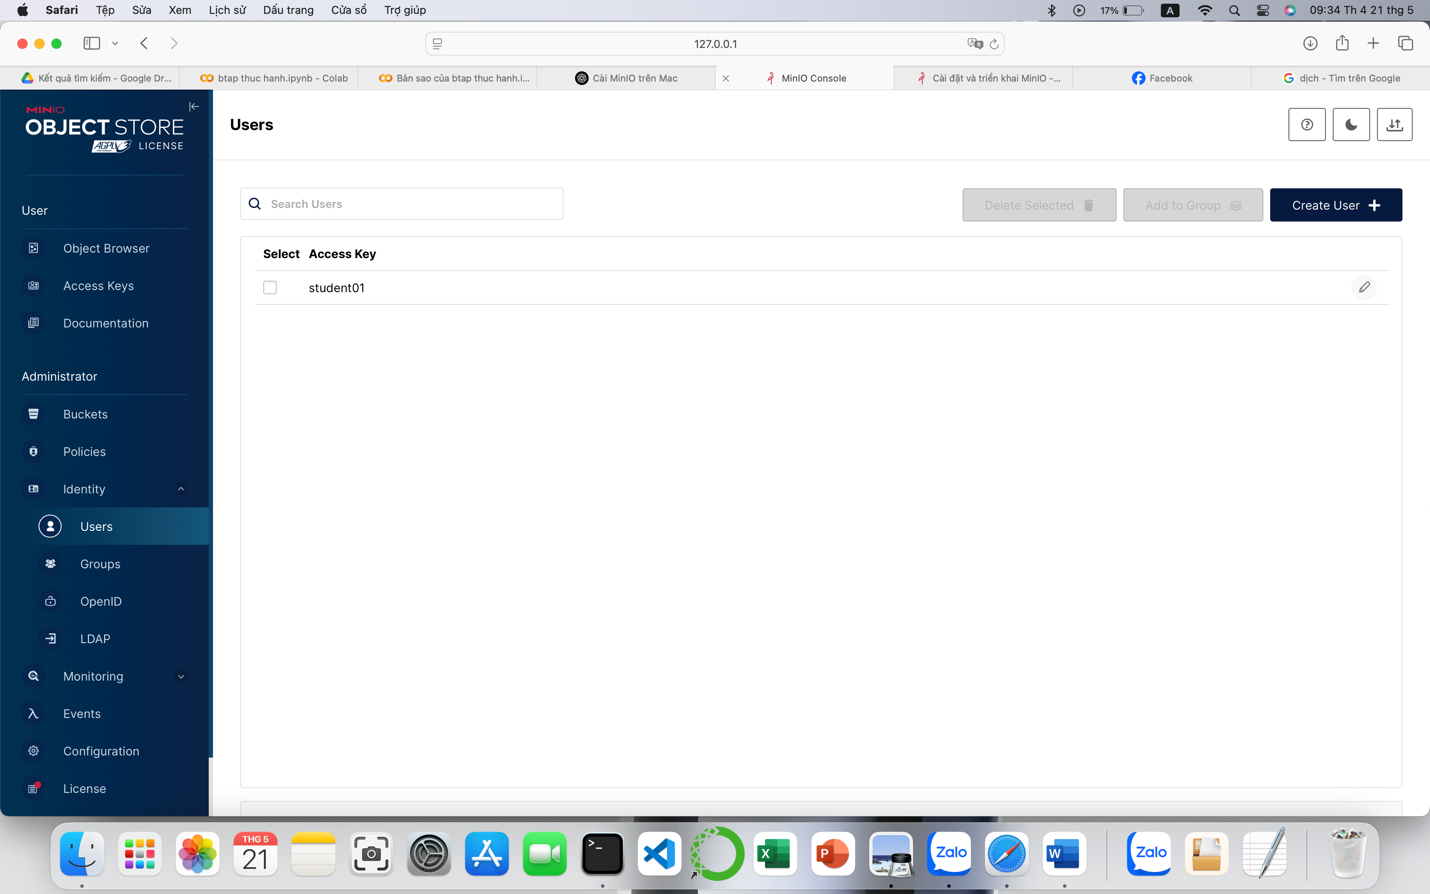 Safari Tệp Sửa Xem Lịch sử Dấu trang Cửa sổ Trợ giúp 17% A 09:34 Th 4 21 thg 5
127.0.0.1
Kết quả tìm kiếm - Google Dr... btap thuc hanh.ipynb - Colab Bản sao của btap thuc hanh.i... Cài MinIO trên Mac MinIO Console Cài đặt và triển khai MinIO -... Facebook dịch - Tìm trên Google
MINIO
OBJECT STORE
AGPLv3 LICENSE
Users
Search Users
Delete Selected Add to Group Create User
Select Access Key
student01
User
Object Browser
Access Keys
Documentation
Administrator
Buckets
Policies
Identity
Users
Groups
OpenID
LDAP
Monitoring
Events
Configuration
License
THG 5
21
>_
X
P
Zalo
W
Zalo